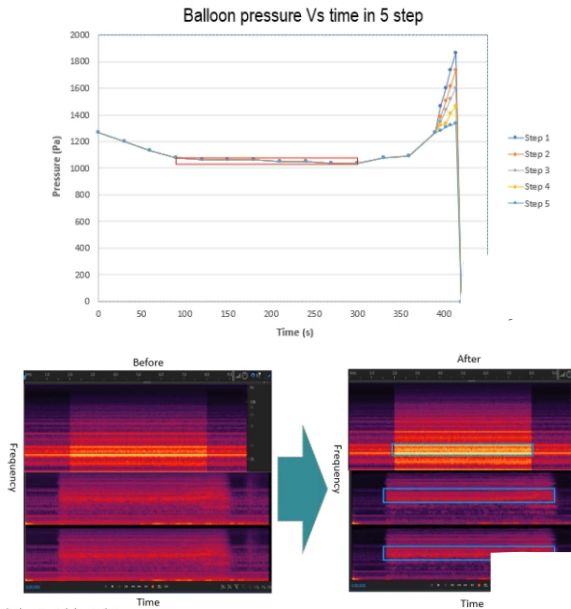 Balloon pressure Vs time in 5 step
2000
1800
1600
1400
1200
1000
800
600
400
200
0
Pressure (Pa)
0 50 100 150 200 250 300 350 400
Time (s)
Step 1
Step 2
Step 3
Step 4
Step 5
Before
After
Frequency
Frequency
Time
Time